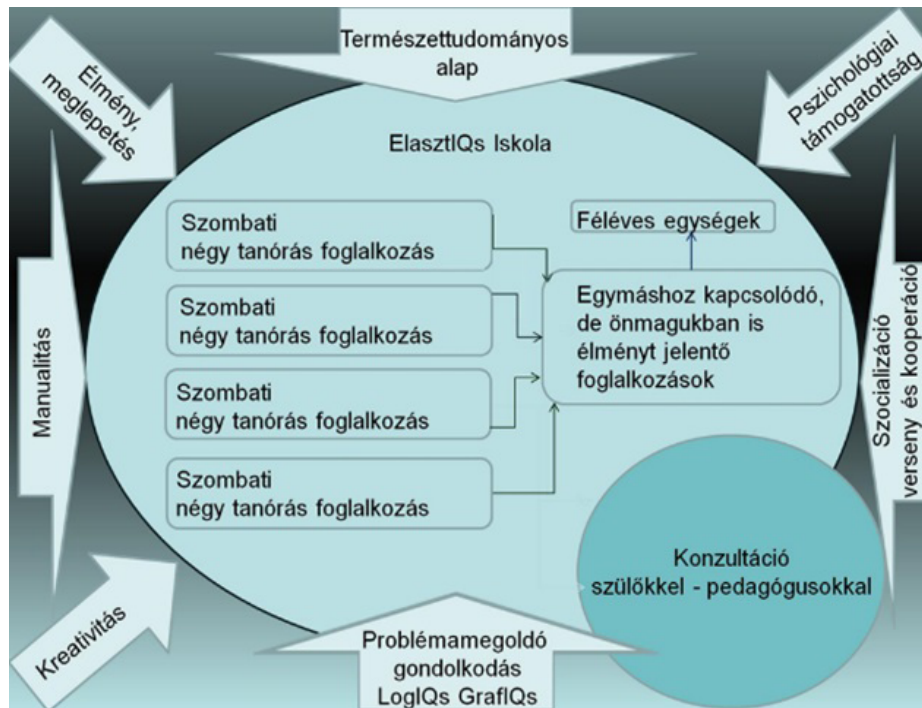 Természettudományos
alap
Élmény,
meglepetés
Pszichológiai
támogatottság
ElasztIQs Iskola
Szombati
négy tanórás foglalkozás
Féléves egységek
Szombati
négy tanórás foglalkozás
Egymáshoz kapcsolódó,
de önmagukban is
élményt jelentő
foglalkozások
Szombati
négy tanórás foglalkozás
Szombati
négy tanórás foglalkozás
Manualitás
Szocializáció
verseny és kooperáció
Konzultáció
szülőkkel - pedagógusokkal
Kreativitás
Problémamegoldó
gondolkodás
LogIQs GrafIQs